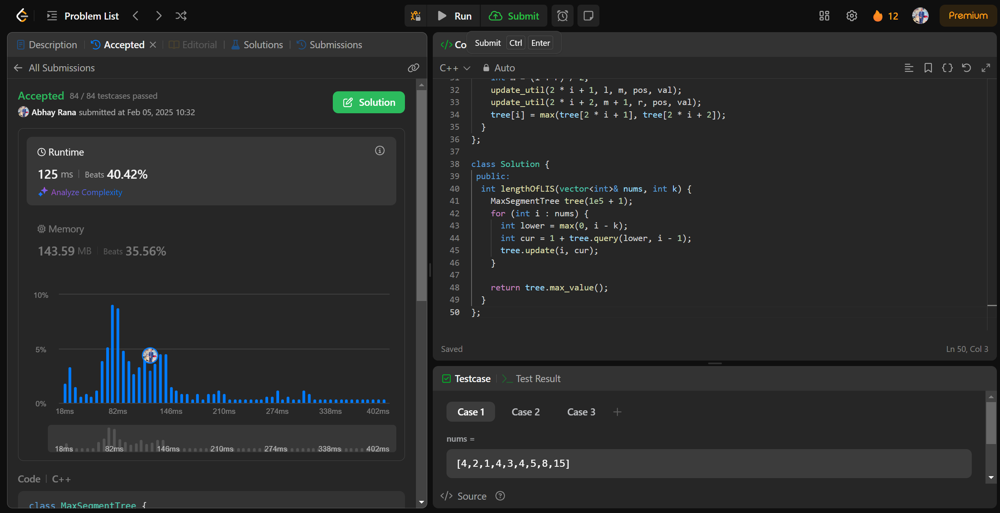 Problem List
Run
Submit
12
Premium
Description
Accepted
Editorial
Solutions
Submissions
All Submissions
Accepted 84 / 84 testcases passed
Abhay Rana submitted at Feb 05, 2025 10:32
Solution
Runtime
125 ms Beats 40.42%
Analyze Complexity
Memory
143.59 MB Beats 35.56%
10%
5%
0%
18ms 82ms 146ms 210ms 274ms 338ms 402ms
18ms 82ms 146ms 210ms 274ms 338ms 402ms
Code C++
class MaxSegmentTree {
</> Co
Submit Ctrl Enter
C++ Auto
32 update_util(2 * i + 1, l, m, pos, val);
33 update_util(2 * i + 2, m + 1, r, pos, val);
34 tree[i] = max(tree[2 * i + 1], tree[2 * i + 2]);
35 }
36 };
37
38 class Solution {
39 public:
40 int lengthOfLIS(vector<int>& nums, int k) {
41 MaxSegmentTree tree(1e5 + 1);
42 for (int i : nums) {
43 int lower = max(0, i - k);
44 int cur = 1 + tree.query(lower, i - 1);
45 tree.update(i, cur);
46 }
47
48 return tree.max_value();
49 }
50 };
Saved
Ln 50, Col 3
Testcase
Test Result
Case 1 Case 2 Case 3 +
nums =
[4,2,1,4,3,4,5,8,15]
</> Source